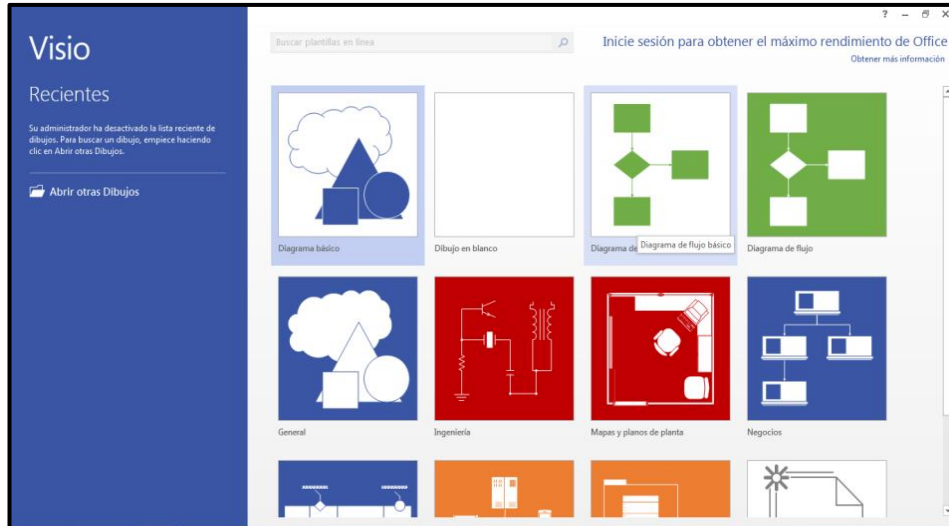 ?
Visio
Buscar plantillas en línea
Inicie sesión para obtener el máximo rendimiento de Office
Obtener más información
Recientes
Su administrador ha desactivado la lista reciente de
dibujos. Para buscar un dibujo, empiece haciendo
clic en Abrir otras Dibujos.
Abrir otras Dibujos
Diagrama básico
Dibujo en blanco
Diagrama de
Diagrama de flujo básico
Diagrama de flujo
General
Ingeniería
Mapas y planos de planta
Negocios